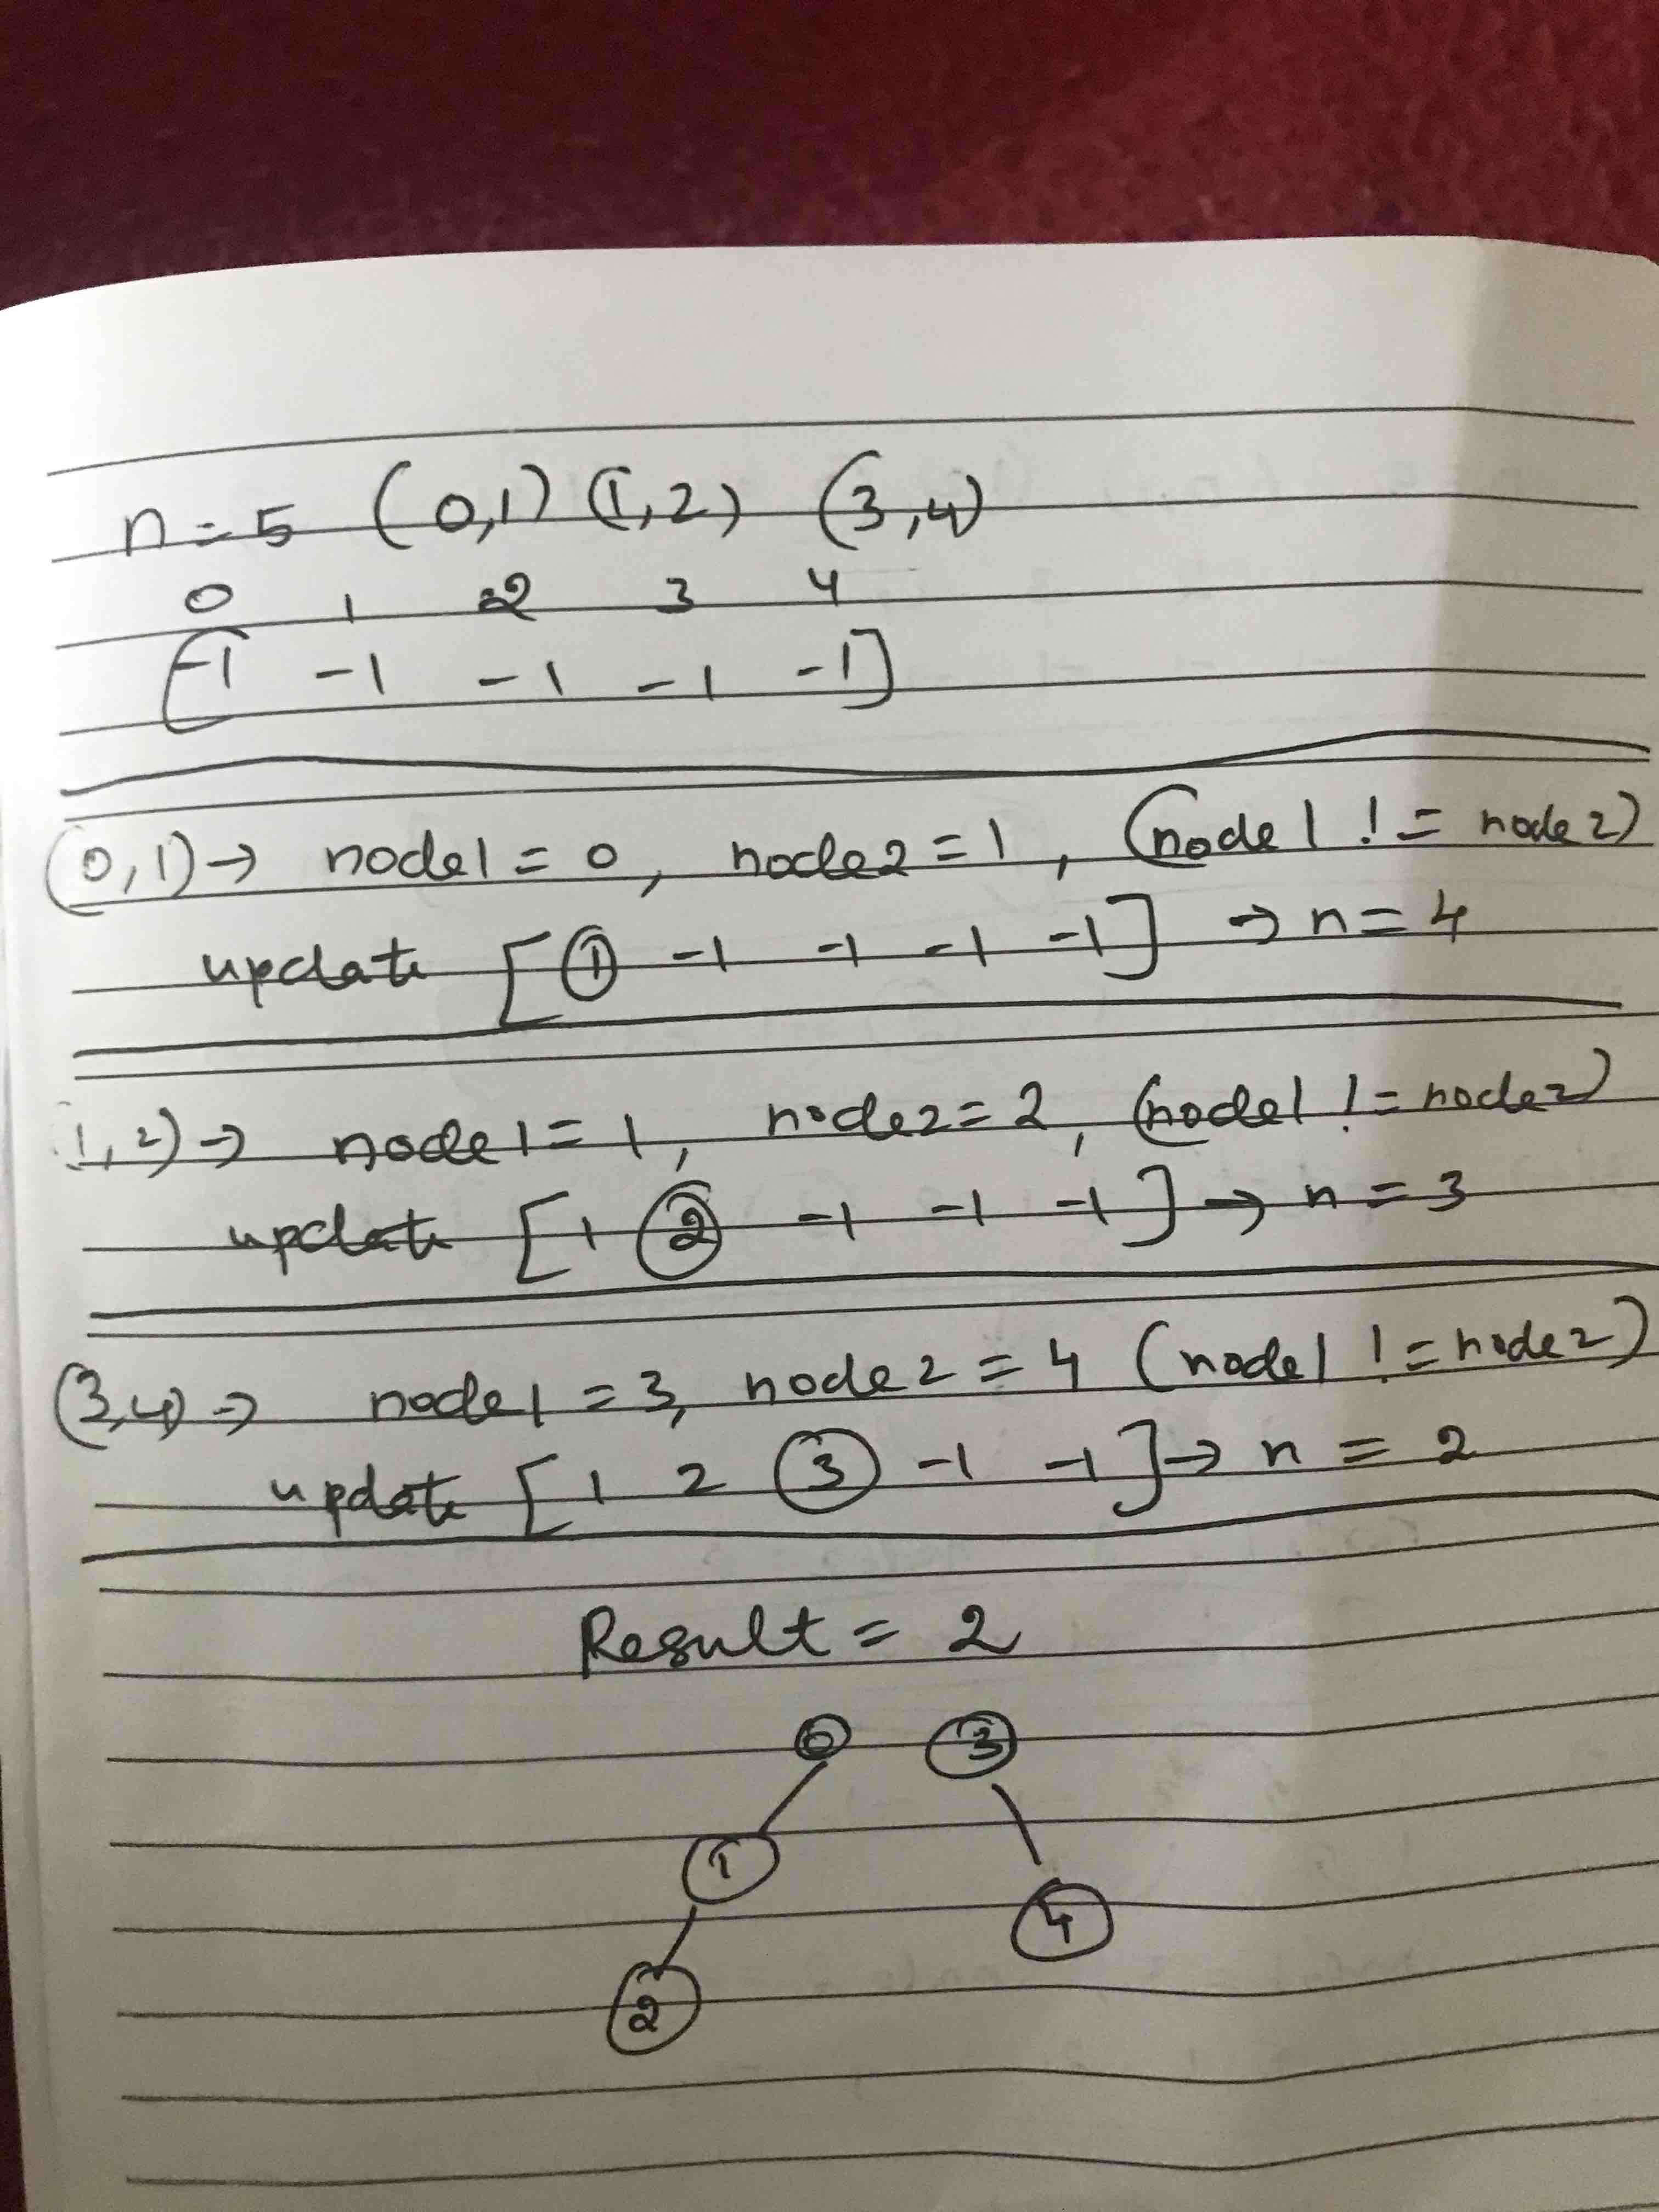 n = 5 (0,1) (1,2) (3,4)
0 1 2 3 4
[-1 -1 -1 -1 -1]
(0,1) → node1 = 0, node2 = 1, (node1 != node2)
update [① -1 -1 -1 -1] → n = 4
(1,2) → node1 = 1, node2 = 2, (node1 != node2)
update [1 ② -1 -1 -1] → n = 3
(3,4) → node1 = 3, node2 = 4 (node1 != node2)
update [1 2 ③ -1 -1] → n = 2
Result = 2
0 3
1
4
2